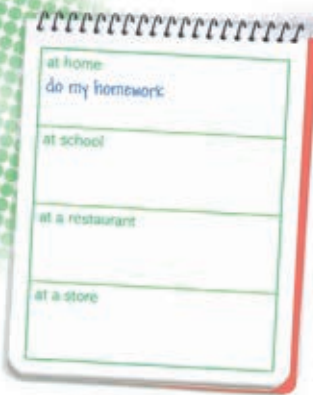 at home
do my homework
at school
at a restaurant
at a store